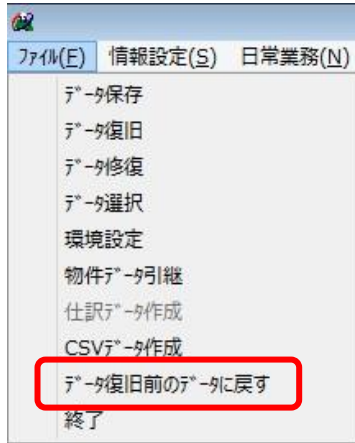 ﾌｧｲﾙ(F) 情報設定(S) 日常業務(N)
ﾃﾞｰﾀ保存
ﾃﾞｰﾀ復旧
ﾃﾞｰﾀ修復
ﾃﾞｰﾀ選択
環境設定
物件ﾃﾞｰﾀ引継
仕訳ﾃﾞｰﾀ作成
CSVﾃﾞｰﾀ作成
ﾃﾞｰﾀ復旧前のﾃﾞｰﾀに戻す
終了